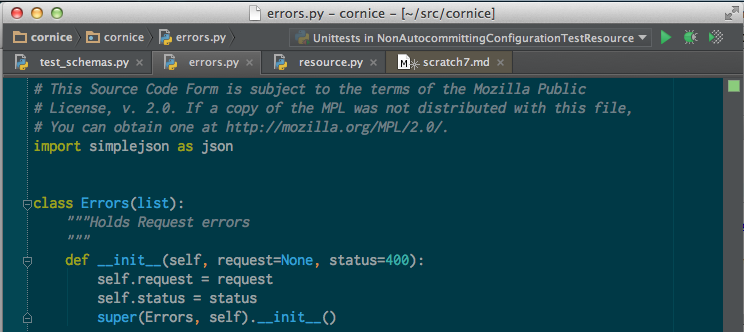 errors.py – cornice – [~/src/cornice]
cornice cornice errors.py Unittests in NonAutocommittingConfigurationTestResource
test_schemas.py × errors.py × resource.py × M scratch7.md ×
# This Source Code Form is subject to the terms of the Mozilla Public
# License, v. 2.0. If a copy of the MPL was not distributed with this file,
# You can obtain one at http://mozilla.org/MPL/2.0/.
import simplejson as json
class Errors(list):
"""Holds Request errors
"""
def __init__(self, request=None, status=400):
self.request = request
self.status = status
super(Errors, self).__init__()